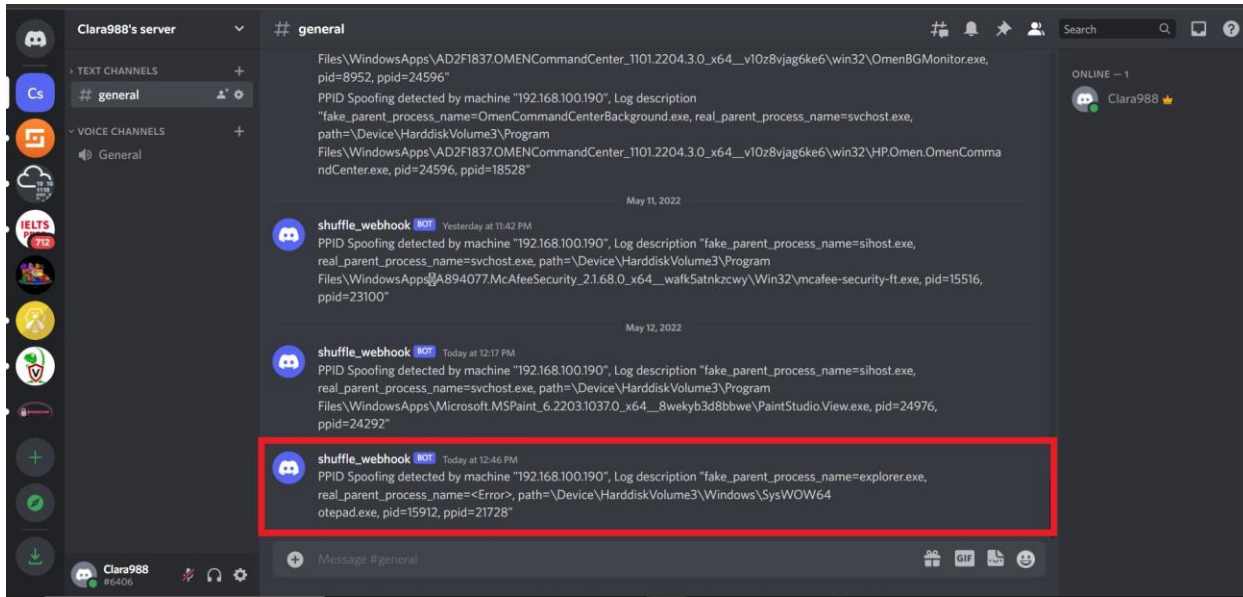 Clara988's server
# general
Search
TEXT CHANNELS
# general
VOICE CHANNELS
General
Cs
IELTS
712
Files\WindowsApps\AD2F1837.OMENCommandCenter_1101.2204.3.0_x64__v10z8vjag6ke6\win32\OmenBGMonitor.exe,
pid=8952, ppid=24596"
PPID Spoofing detected by machine "192.168.100.190", Log description
"fake_parent_process_name=OmenCommandCenterBackground.exe, real_parent_process_name=svchost.exe,
path=\Device\HarddiskVolume3\Program
Files\WindowsApps\AD2F1837.OMENCommandCenter_1101.2204.3.0_x64__v10z8vjag6ke6\win32\HP.Omen.OmenComma
ndCenter.exe, pid=24596, ppid=18528"
May 11, 2022
shuffle_webhook BOT Yesterday at 11:42 PM
PPID Spoofing detected by machine "192.168.100.190", Log description "fake_parent_process_name=sihost.exe,
real_parent_process_name=svchost.exe, path=\Device\HarddiskVolume3\Program
Files\WindowsApps A894077.McAfeeSecurity_2.1.68.0_x64__wafk5atnkzcwy\Win32\mcafee-security-ft.exe, pid=15516,
ppid=23100"
May 12, 2022
shuffle_webhook BOT Today at 12:17 PM
PPID Spoofing detected by machine "192.168.100.190", Log description "fake_parent_process_name=sihost.exe,
real_parent_process_name=svchost.exe, path=\Device\HarddiskVolume3\Program
Files\WindowsApps\Microsoft.MSPaint_6.2203.1037.0_x64__8wekyb3d8bbwe\PaintStudio.View.exe, pid=24976,
ppid=24292"
shuffle_webhook BOT Today at 12:46 PM
PPID Spoofing detected by machine "192.168.100.190", Log description "fake_parent_process_name=explorer.exe,
real_parent_process_name=<Error>, path=\Device\HarddiskVolume3\Windows\SysWOW64
otepad.exe, pid=15912, ppid=21728"
Message #general
GIF
Clara988
#6406
ONLINE — 1
Clara988